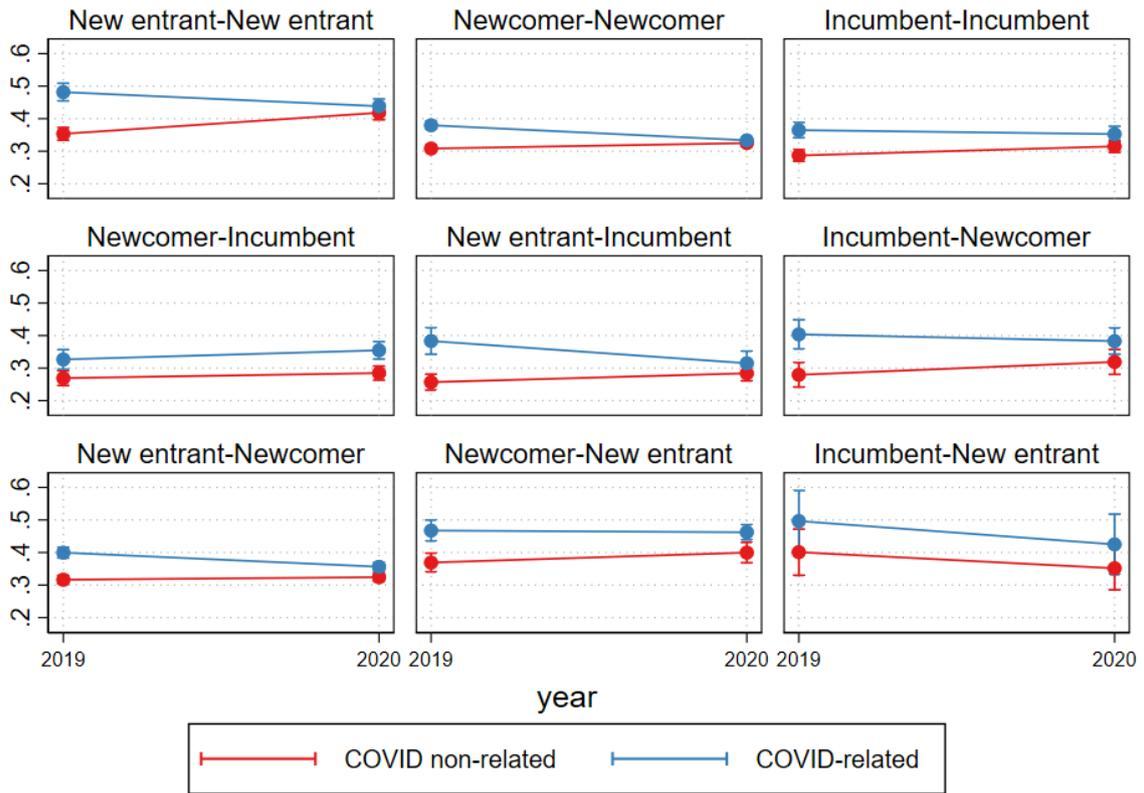 New entrant-New entrant Newcomer-Newcomer Incumbent-Incumbent
.6
.5
.4
.3
.2
Newcomer-Incumbent New entrant-Incumbent Incumbent-Newcomer
.6
.5
.4
.3
.2
New entrant-Newcomer Newcomer-New entrant Incumbent-New entrant
.6
.5
.4
.3
.2
2019 2020 2019 2020 2019 2020
year
COVID non-related COVID-related